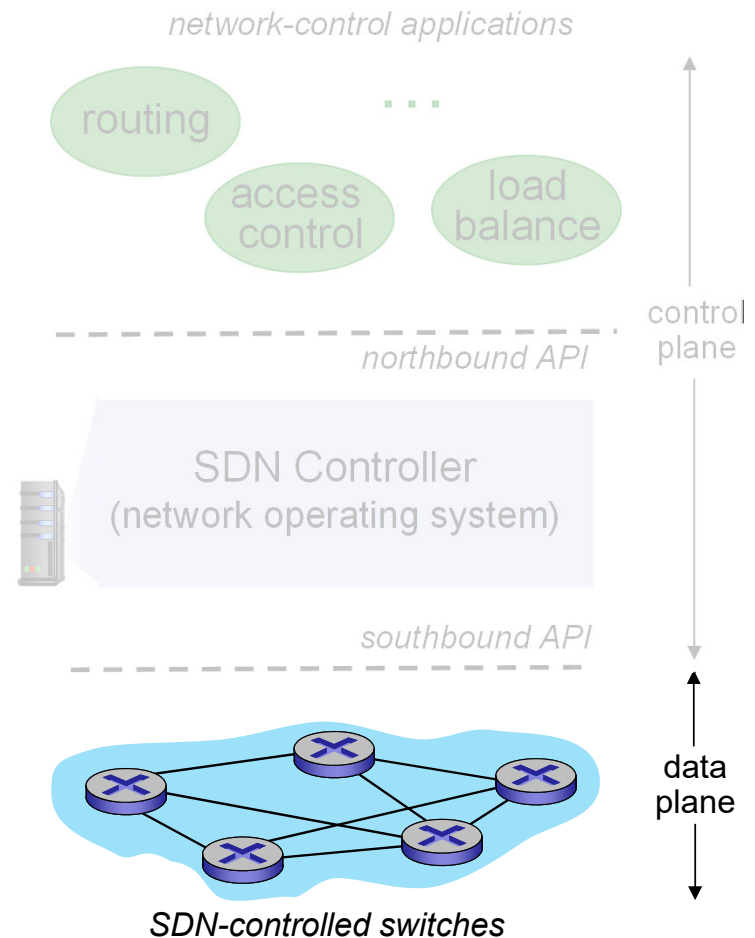 network-control applications
routing
. . .
access
control
load
balance
control
plane
northbound API
SDN Controller
(network operating system)
southbound API
data
plane
SDN-controlled switches